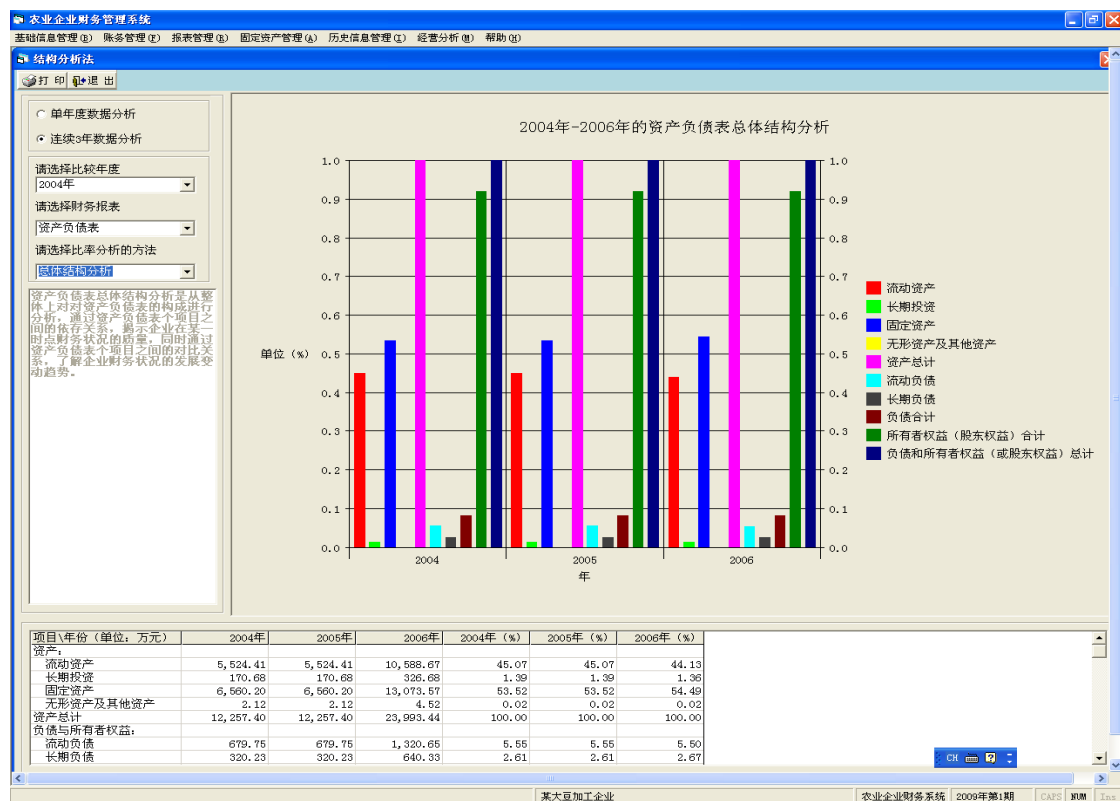 农业企业财务管理系统
基础信息管理(B) 账务管理(F) 报表管理(R) 固定资产管理(A) 历史信息管理(I) 经营分析(M) 帮助(H)
结构分析法
打 印 退 出
单年度数据分析
连续3年数据分析
请选择比较年度
2004年
请选择财务报表
资产负债表
请选择比率分析的方法
总体结构分析
资产负债表总体结构分析是从整
体上对对资产负债表的构成进行
分析，通过资产负债表个项目之
间的依存关系，揭示企业在某一
时点财务状况的质量，同时通过
资产负债表个项目之间的对比关
系，了解企业财务状况的发展变
动趋势。
2004年-2006年的资产负债表总体结构分析
1.0 1.0
0.9 0.9
0.8 0.8
0.7 0.7
0.6 0.6
单位（%） 0.5 0.5
0.4 0.4
0.3 0.3
0.2 0.2
0.1 0.1
0.0 0.0
2004 2005 2006
年
流动资产
长期投资
固定资产
无形资产及其他资产
资产总计
流动负债
长期负债
负债合计
所有者权益（股东权益）合计
负债和所有者权益（或股东权益）总计
项目\年份（单位：万元） 2004年 2005年 2006年 2004年（%） 2005年（%） 2006年（%）
资产：
流动资产 5,524.41 5,524.41 10,588.67 45.07 45.07 44.13
长期投资 170.68 170.68 326.68 1.39 1.39 1.36
固定资产 6,560.20 6,560.20 13,073.57 53.52 53.52 54.49
无形资产及其他资产 2.12 2.12 4.52 0.02 0.02 0.02
资产总计 12,257.40 12,257.40 23,993.44 100.00 100.00 100.00
负债与所有者权益：
流动负债 679.75 679.75 1,320.65 5.55 5.55 5.50
长期负债 320.23 320.23 640.33 2.61 2.61 2.67
CH
某大豆加工企业 农业企业财务系统 2009年第1期 CAPS NUM Ins